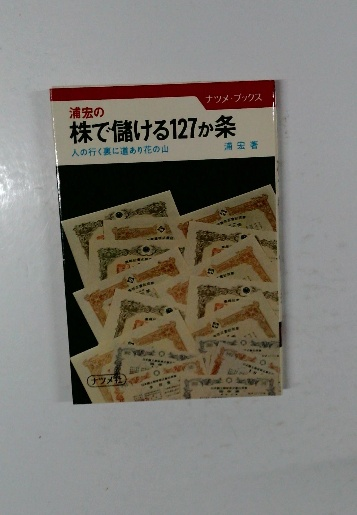 ナツメ・ブックス
浦宏の
株で儲ける127か条
人の行く裏に道あり花の山
浦 宏 著
ナツメ社